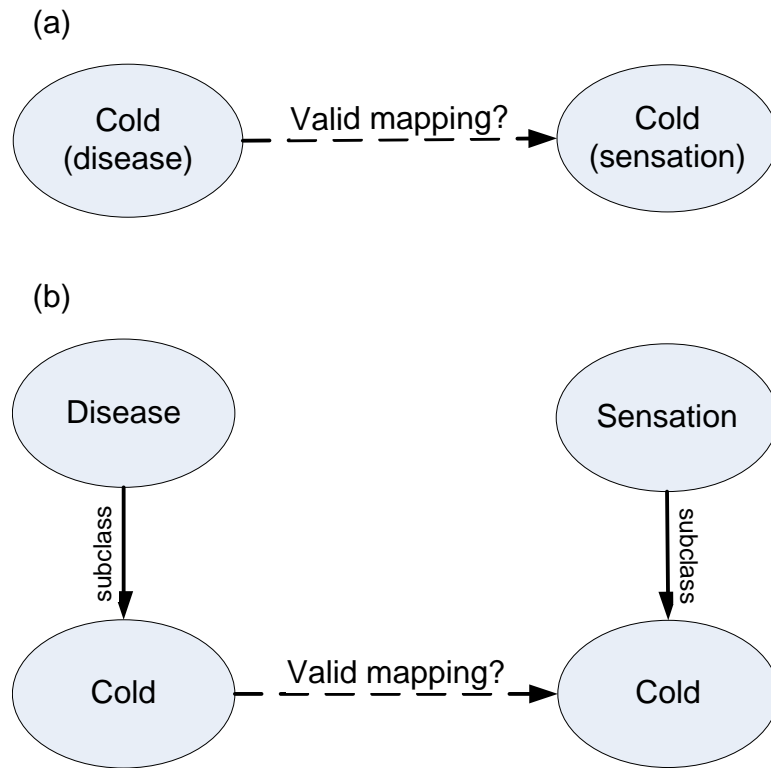 (a)
Cold
(disease)
Valid mapping?
Cold
(sensation)
(b)
Disease
Sensation
subclass
subclass
Cold
Valid mapping?
Cold